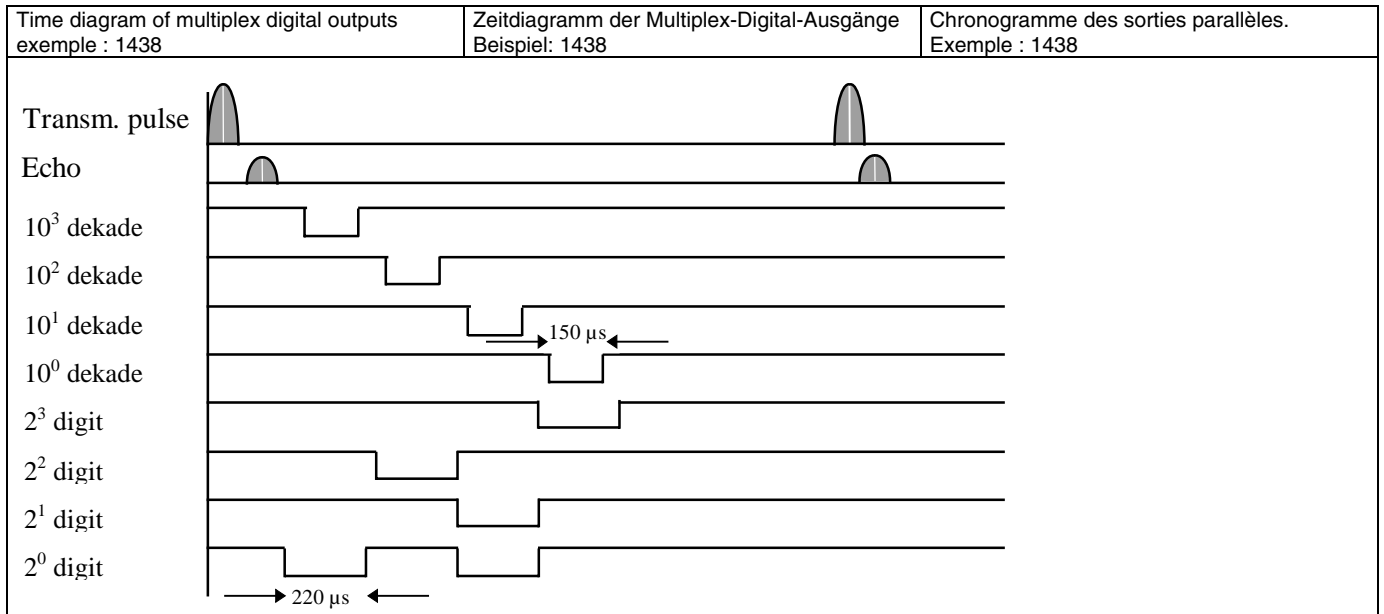 Time diagram of multiplex digital outputs
exemple : 1438
Zeitdiagramm der Multiplex-Digital-Ausgänge
Beispiel: 1438
Chronogramme des sorties parallèles.
Exemple : 1438
Transm. pulse
Echo
10³ dekade
10² dekade
10¹ dekade
150 µs
10⁰ dekade
2³ digit
2² digit
2¹ digit
2⁰ digit
220 µs